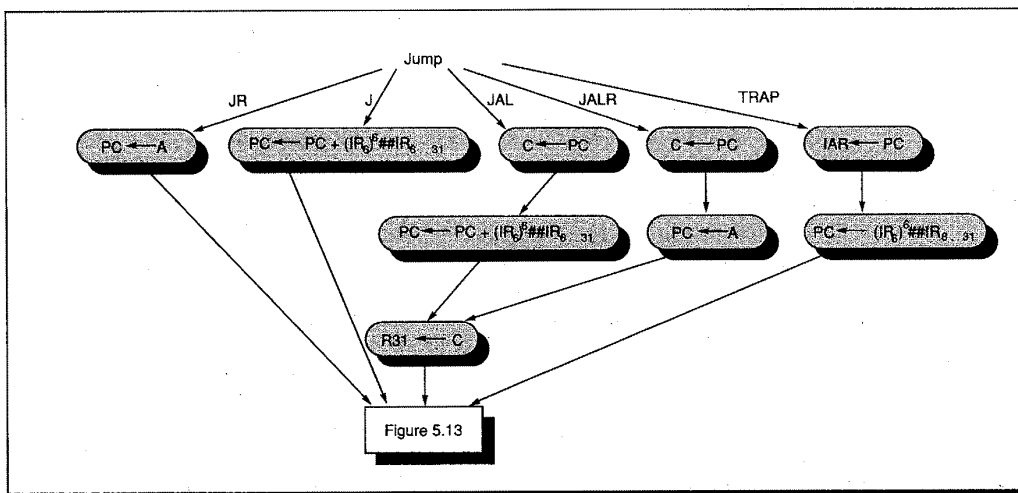 Jump
JR
J
JAL
JALR
TRAP
PC ← A
PC ← PC + (IR₆)⁶##IR₆..31
C ← PC
C ← PC
IAR ← PC
PC ← PC + (IR₆)⁶##IR₆..31
PC ← A
PC ← (IR₆)⁶##IR₆..31
R31 ← C
Figure 5.13